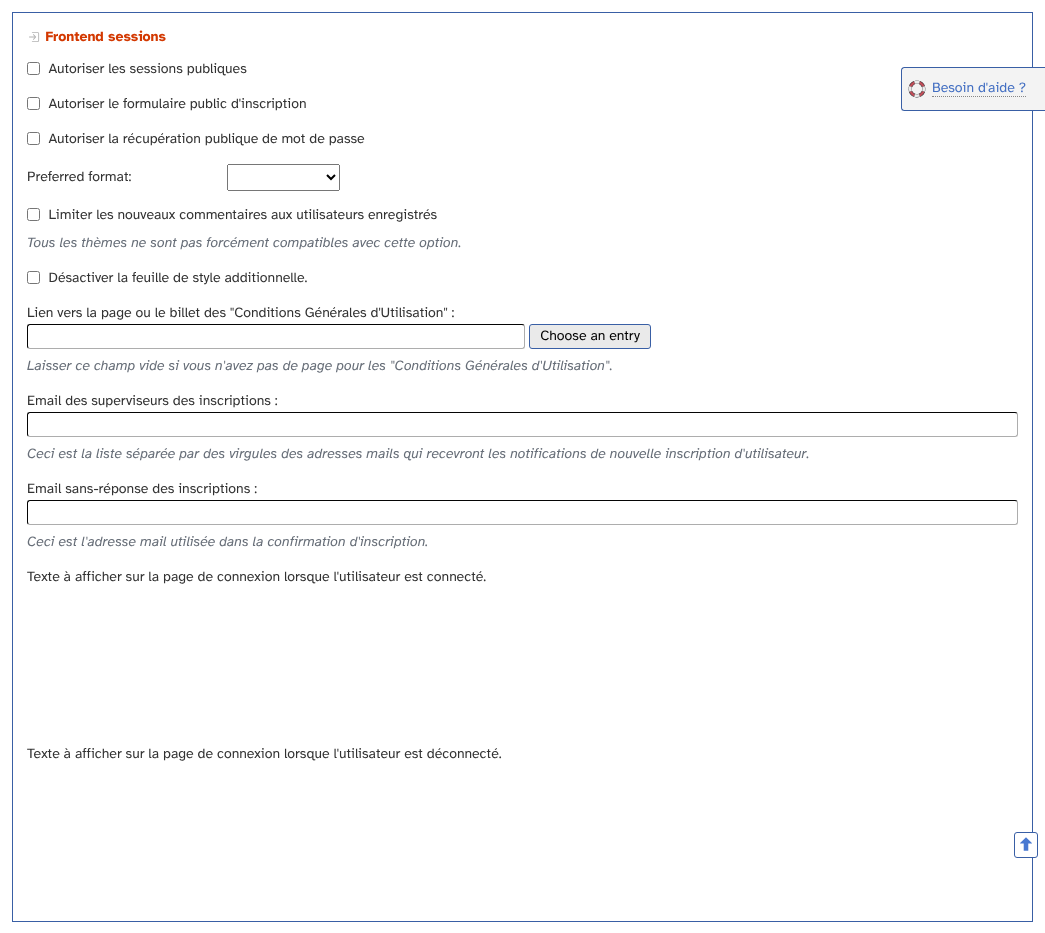 Frontend sessions
Autoriser les sessions publiques
Besoin d'aide ?
Autoriser le formulaire public d'inscription
Autoriser la récupération publique de mot de passe
Preferred format:
Limiter les nouveaux commentaires aux utilisateurs enregistrés
Tous les thèmes ne sont pas forcément compatibles avec cette option.
Désactiver la feuille de style additionnelle.
Lien vers la page ou le billet des "Conditions Générales d'Utilisation" :
Choose an entry
Laisser ce champ vide si vous n'avez pas de page pour les "Conditions Générales d'Utilisation".
Email des superviseurs des inscriptions :
Ceci est la liste séparée par des virgules des adresses mails qui recevront les notifications de nouvelle inscription d'utilisateur.
Email sans-réponse des inscriptions :
Ceci est l'adresse mail utilisée dans la confirmation d'inscription.
Texte à afficher sur la page de connexion lorsque l'utilisateur est connecté.
Texte à afficher sur la page de connexion lorsque l'utilisateur est déconnecté.